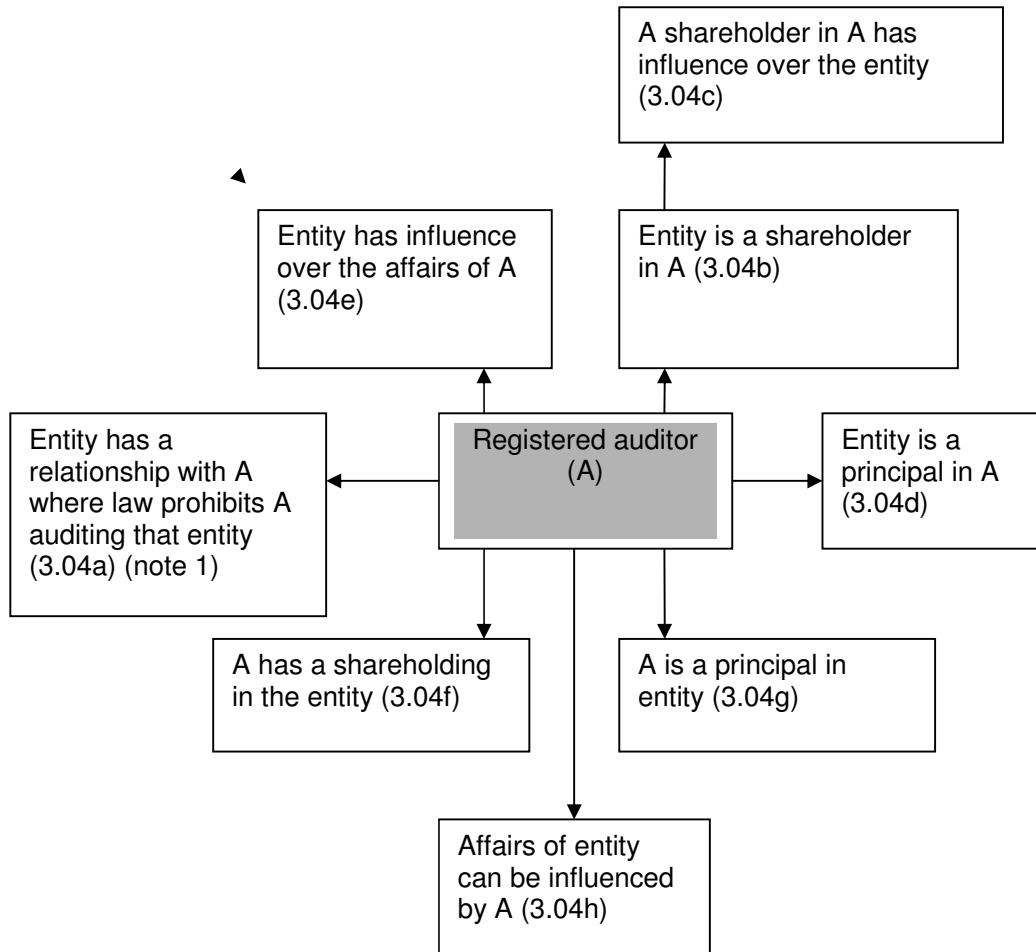 A shareholder in A has
influence over the entity
(3.04c)
Entity has influence
over the affairs of A
(3.04e)
Entity is a shareholder
in A (3.04b)
Entity has a
relationship with A
where law prohibits A
auditing that entity
(3.04a) (note 1)
Registered auditor
(A)
Entity is a
principal in A
(3.04d)
A has a shareholding
in the entity (3.04f)
A is a principal in
entity (3.04g)
Affairs of entity
can be influenced
by A (3.04h)